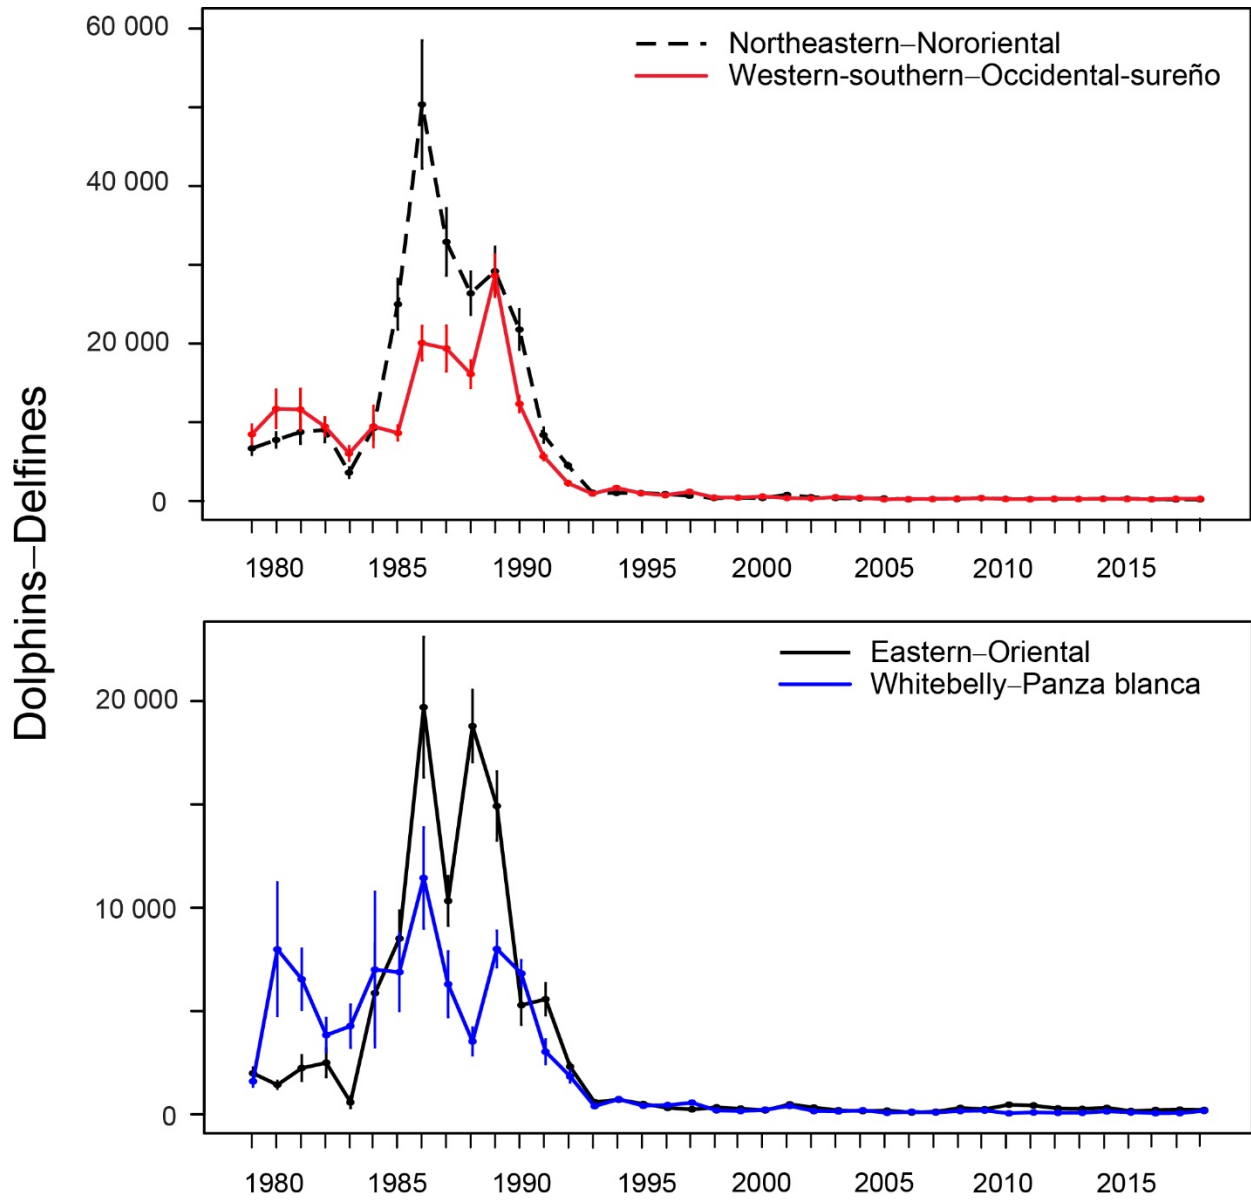 Dolphins–Delfines
60 000
40 000
20 000
0
Northeastern–Nororiental
Western-southern–Occidental-sureño
1980 1985 1990 1995 2000 2005 2010 2015
20 000
10 000
0
Eastern–Oriental
Whitebelly–Panza blanca
1980 1985 1990 1995 2000 2005 2010 2015